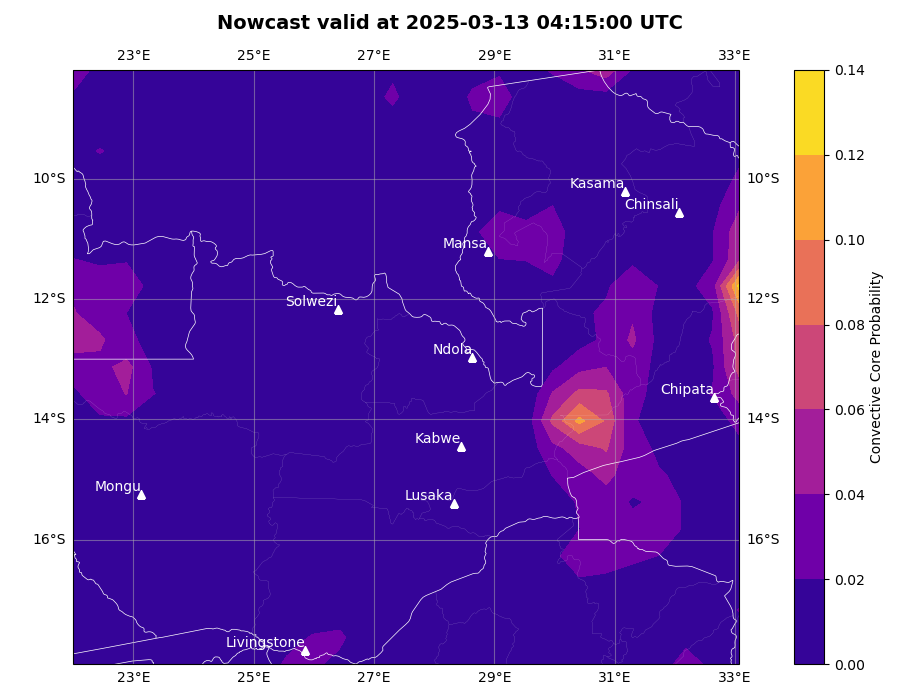 Nowcast valid at 2025-03-13 04:15:00 UTC
23°E 25°E 27°E 29°E 31°E 33°E
0.14
0.12
10°S 10°S
Kasama
Chinsali
0.10
Mansa
12°S 12°S
Solwezi
0.08
Ndola
Chipata
0.06
14°S 14°S
Kabwe
Mongu
Lusaka
0.04
16°S 16°S
0.02
Livingstone
0.00
23°E 25°E 27°E 29°E 31°E 33°E
Convective Core Probability